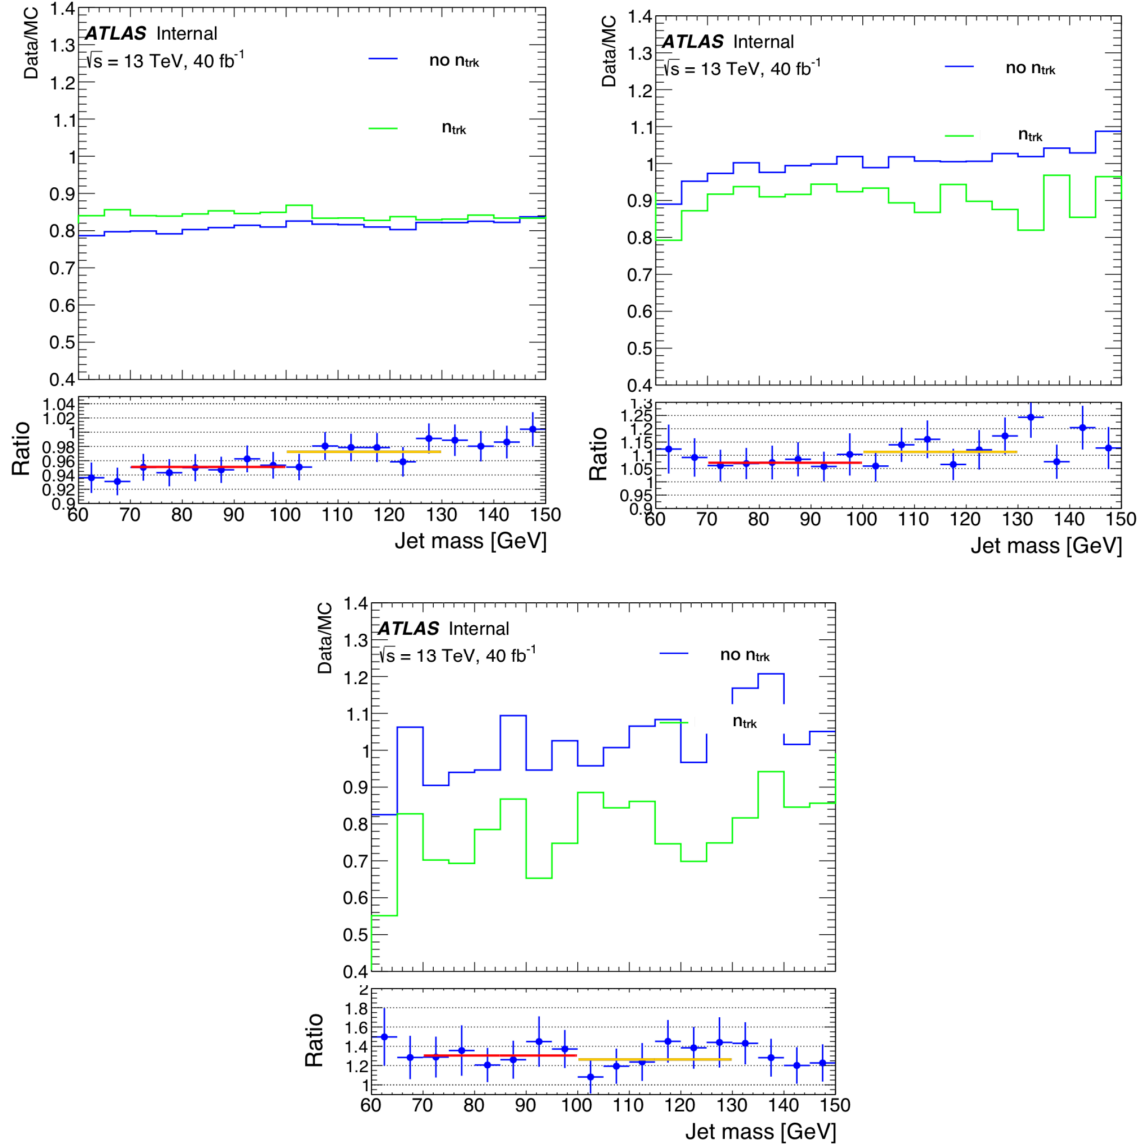 Data/MC
1.4
1.3
1.2
1.1
1
0.9
0.8
0.7
0.6
0.5
0.4
ATLAS Internal
√s = 13 TeV, 40 fb⁻¹
no nₜᵣₖ
nₜᵣₖ
Ratio
1.04
1.02
1
0.98
0.96
0.94
0.92
0.9
60 70 80 90 100 110 120 130 140 150
Jet mass [GeV]
Data/MC
1.4
1.3
1.2
1.1
1
0.9
0.8
0.7
0.6
0.5
0.4
ATLAS Internal
√s = 13 TeV, 40 fb⁻¹
no nₜᵣₖ
nₜᵣₖ
Ratio
1.3
1.25
1.2
1.15
1.1
1.05
1
0.95
0.9
60 70 80 90 100 110 120 130 140 150
Jet mass [GeV]
Data/MC
1.4
1.3
1.2
1.1
1
0.9
0.8
0.7
0.6
0.5
0.4
ATLAS Internal
√s = 13 TeV, 40 fb⁻¹
no nₜᵣₖ
nₜᵣₖ
Ratio
2
1.8
1.6
1.4
1.2
1
60 70 80 90 100 110 120 130 140 150
Jet mass [GeV]